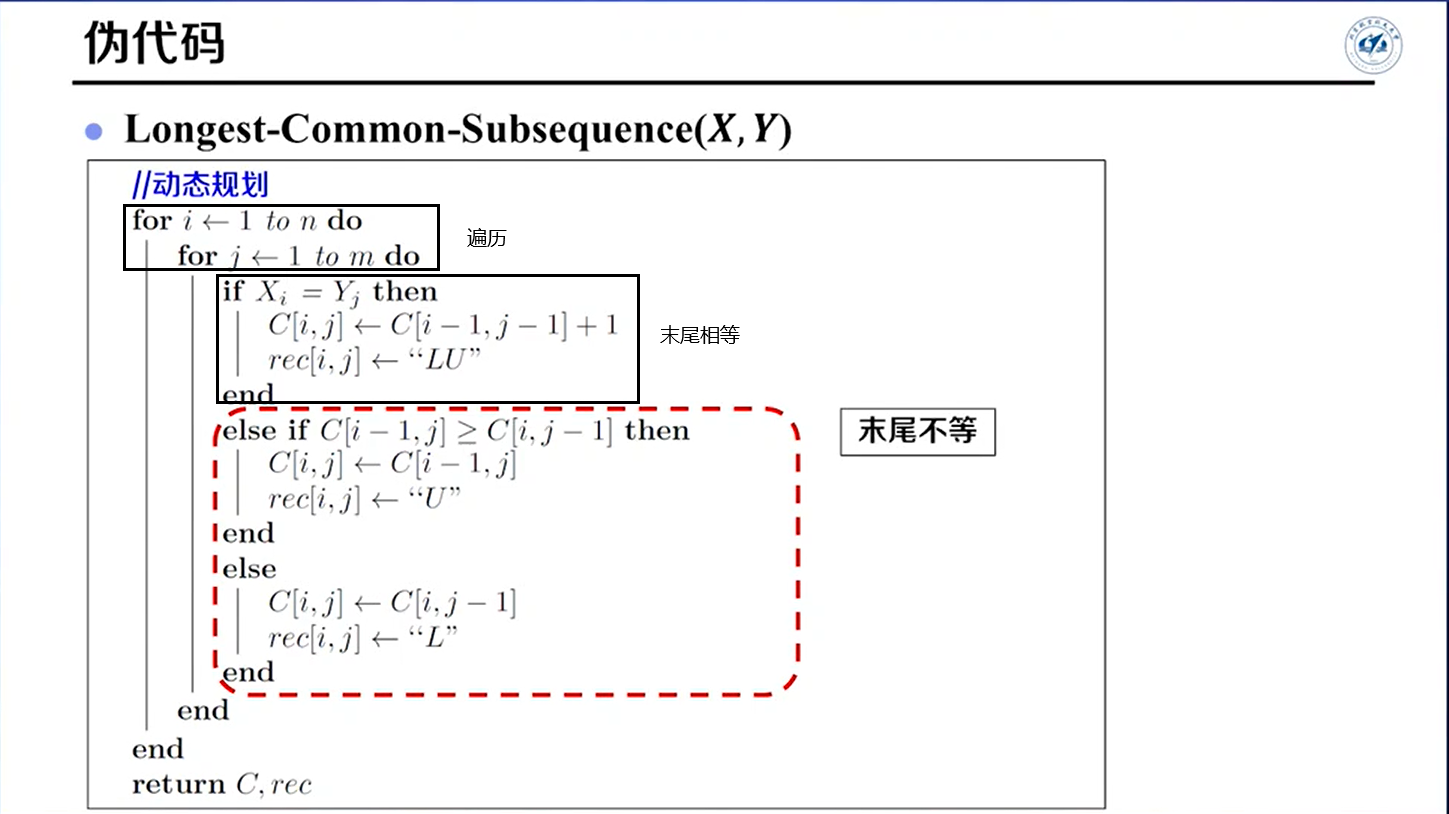 伪代码
Longest-Common-Subsequence(X, Y)
//动态规划
for i ← 1 to n do
遍历
for j ← 1 to m do
if X_i = Y_j then
C[i, j] ← C[i − 1, j − 1] + 1
末尾相等
rec[i, j] ← “LU”
end
else if C[i − 1, j] ≥ C[i, j − 1] then
末尾不等
C[i, j] ← C[i − 1, j]
rec[i, j] ← “U”
end
else
C[i, j] ← C[i, j − 1]
rec[i, j] ← “L”
end
end
end
return C, rec